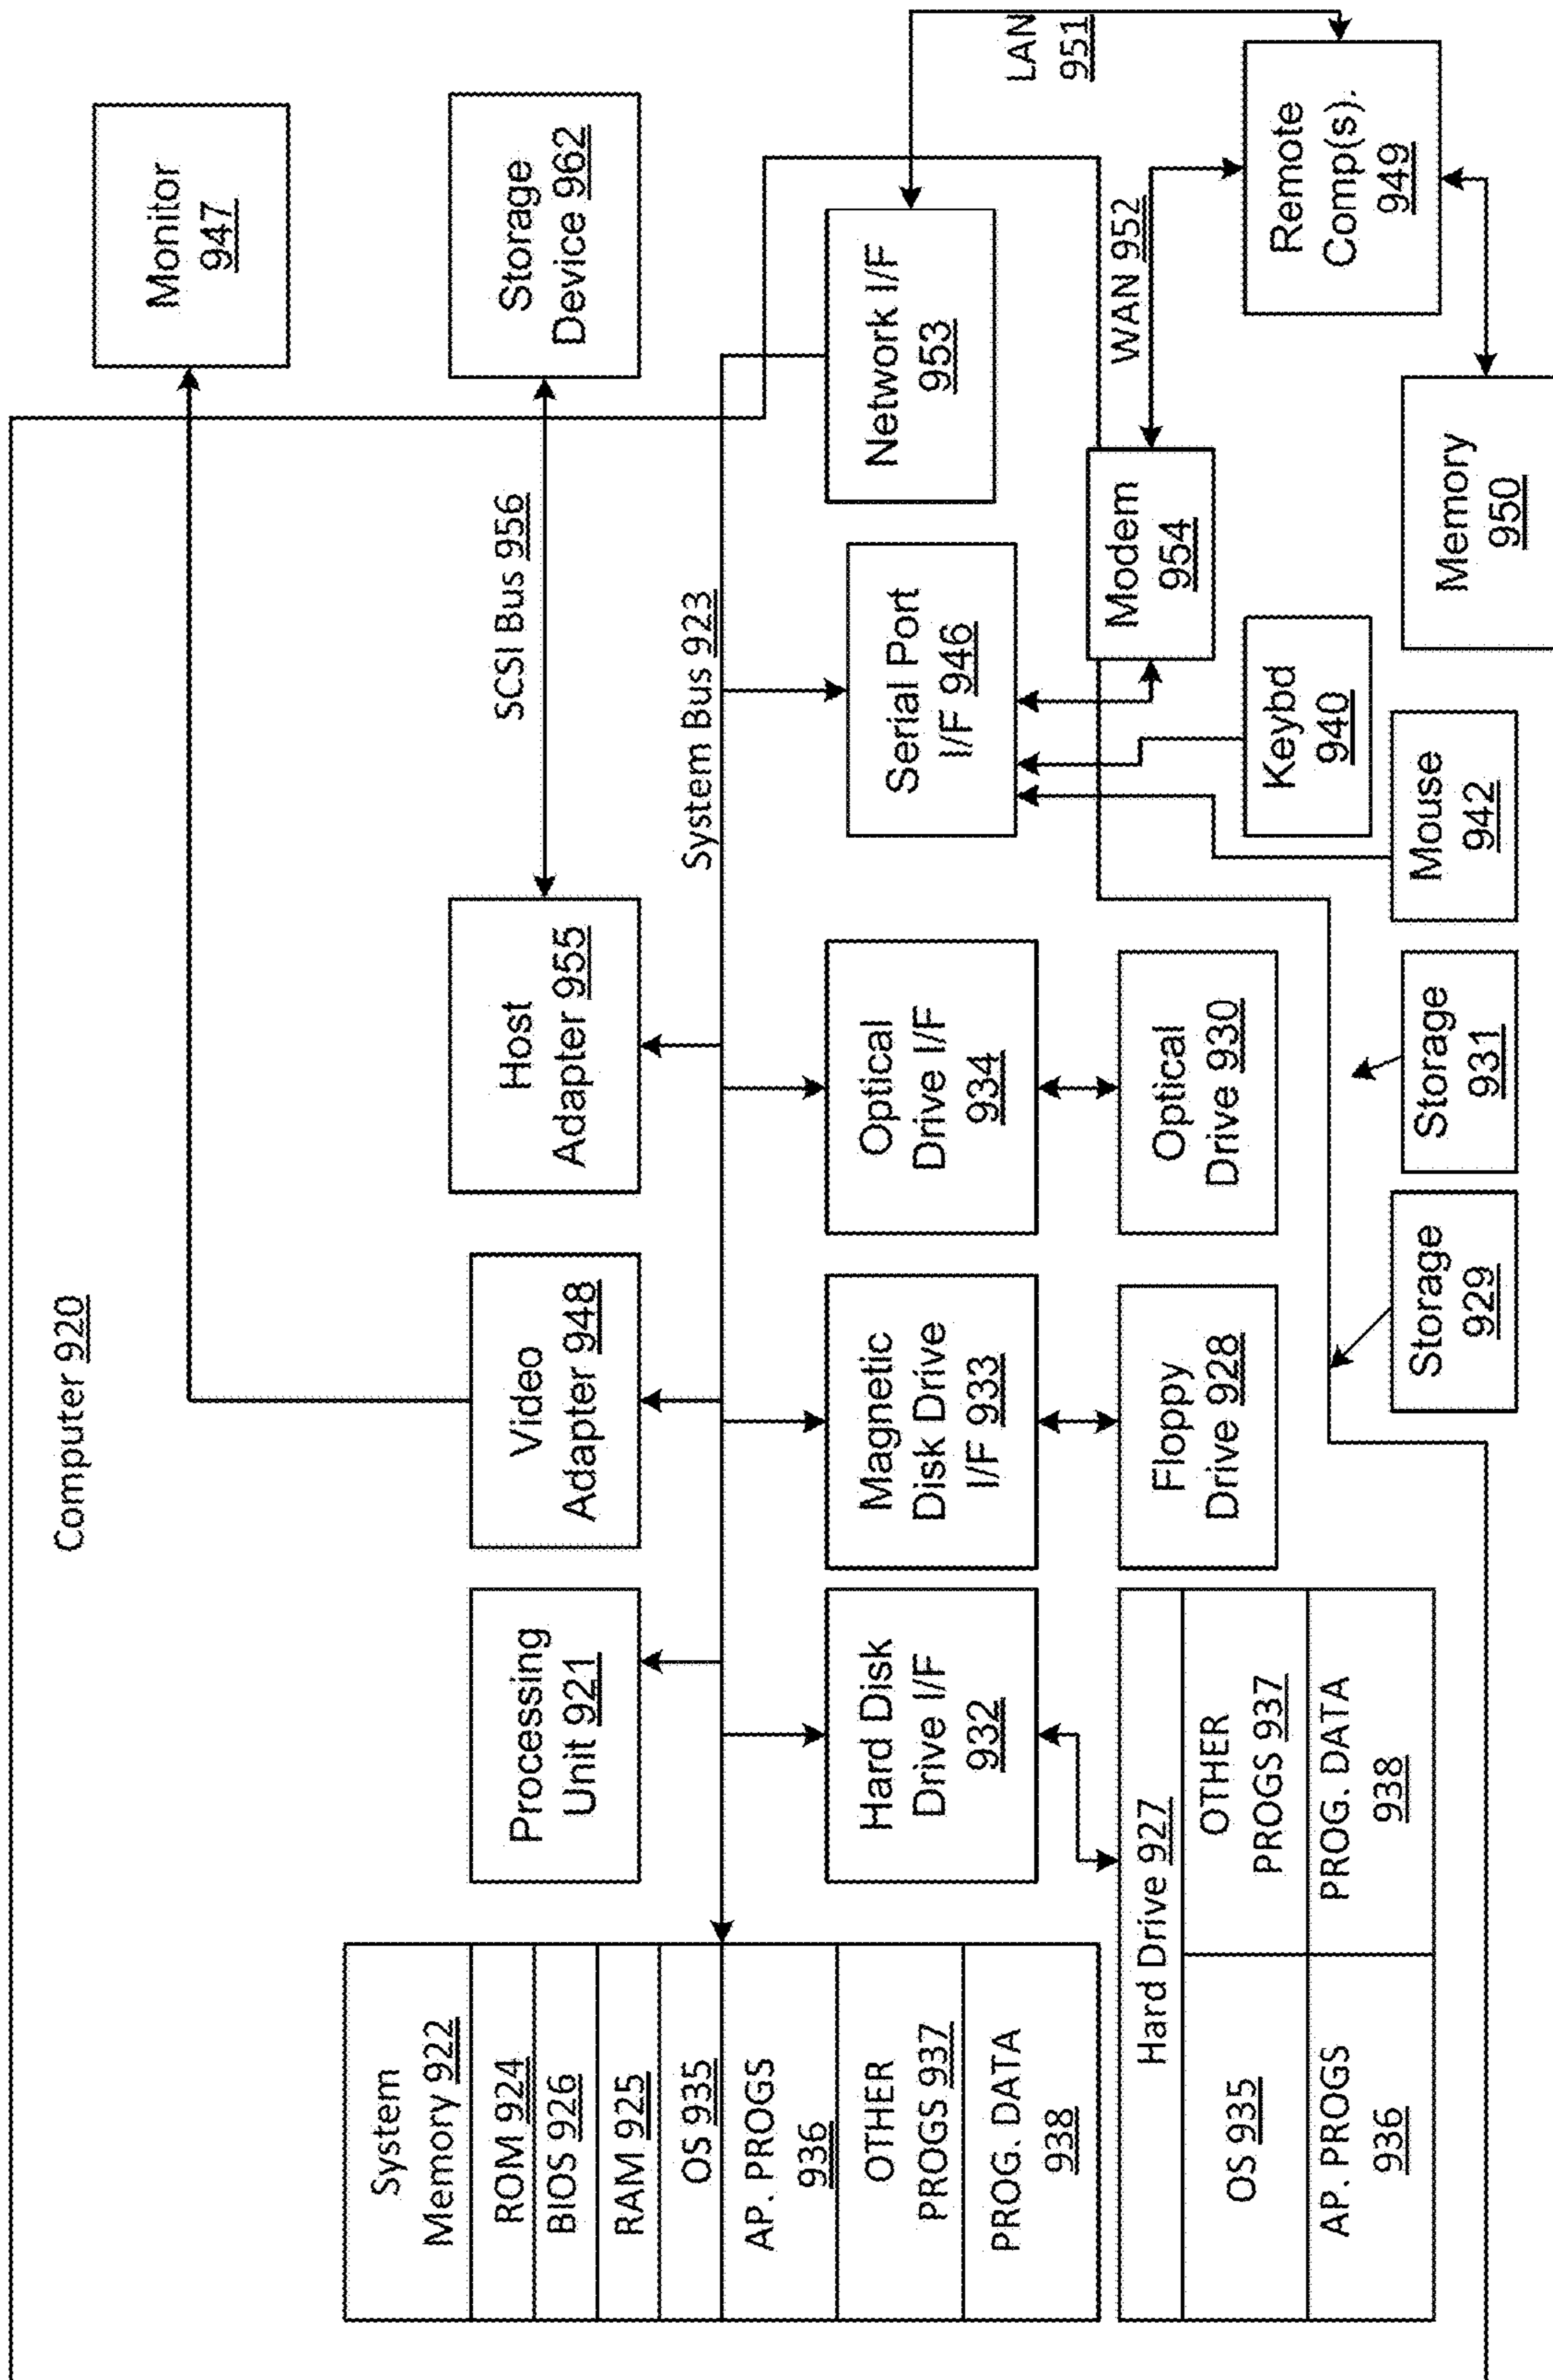 Computer 920
Monitor
947
System
Memory 922
ROM 924
BIOS 926
RAM 925
OS 935
AP. PROGS
936
OTHER
PROGS 937
PROG. DATA
938
Processing
Unit 921
Video
Adapter 948
Host
Adapter 955
SCSI Bus 956
Storage
Device 962
System Bus 923
Hard Disk
Drive I/F
932
Magnetic
Disk Drive
I/F 933
Optical
Drive I/F
934
Serial Port
I/F 946
Network I/F
953
LAN
951
Hard Drive 927
OS 935
OTHER
PROGS 937
AP. PROGS
936
PROG. DATA
938
Floppy
Drive 928
Optical
Drive 930
Modem
954
WAN 952
Remote
Comp(s).
949
Storage
929
Storage
931
Mouse
942
Keybd
940
Memory
950